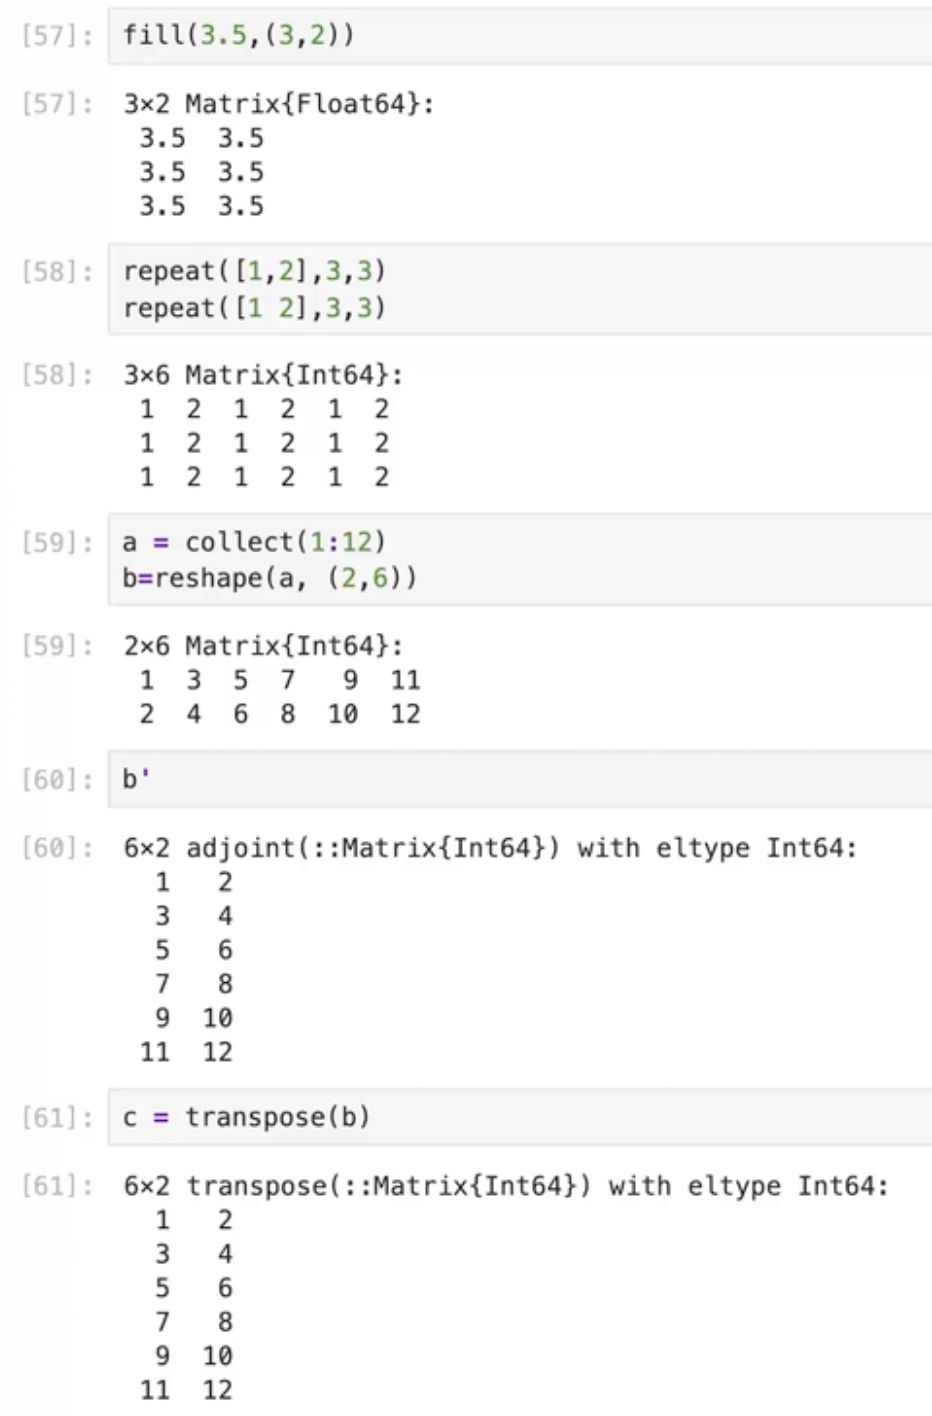 [57]: fill(3.5,(3,2))
[57]: 3×2 Matrix{Float64}:
3.5 3.5
3.5 3.5
3.5 3.5
[58]: repeat([1,2],3,3)
repeat([1 2],3,3)
[58]: 3×6 Matrix{Int64}:
1 2 1 2 1 2
1 2 1 2 1 2
1 2 1 2 1 2
[59]: a = collect(1:12)
b=reshape(a, (2,6))
[59]: 2×6 Matrix{Int64}:
1 3 5 7 9 11
2 4 6 8 10 12
[60]: b'
[60]: 6×2 adjoint(::Matrix{Int64}) with eltype Int64:
1 2
3 4
5 6
7 8
9 10
11 12
[61]: c = transpose(b)
[61]: 6×2 transpose(::Matrix{Int64}) with eltype Int64:
1 2
3 4
5 6
7 8
9 10
11 12